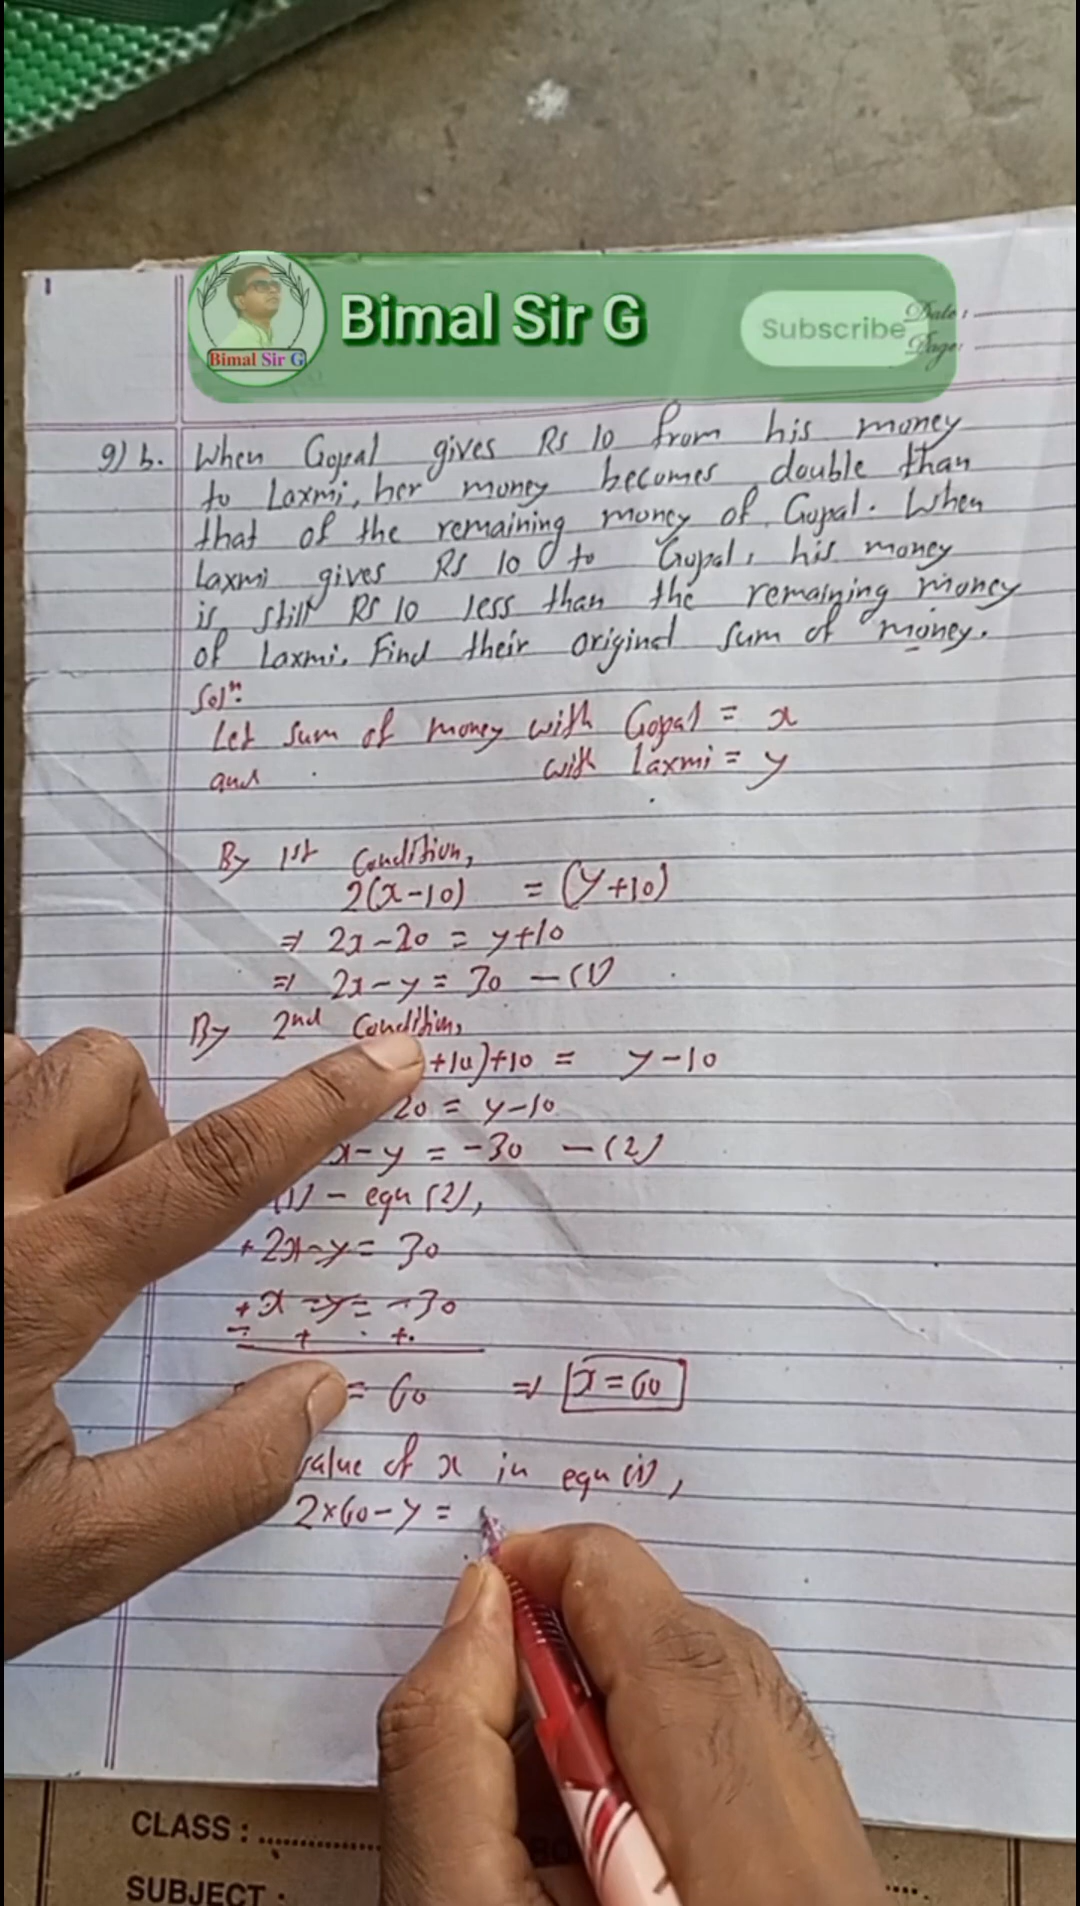 Bimal Sir G
Bimal Sir G
Subscribe
Date:
Page:
9) b. When Gopal gives Rs 10 from his money
to Laxmi, her money becomes double than
that of the remaining money of Gopal. When
Laxmi gives Rs 10 to Gopal, his money
is still Rs 10 less than the remaining money
of Laxmi. Find their original sum of money.
Solⁿ:
Let sum of money with Gopal = x
and with Laxmi = y
By 1st Condition,
2(x-10) = (y+10)
⇒ 2x-20 = y+10
⇒ 2x-y = 30 —(1)
By 2nd Condition,
+10)+10 = y-10
20 = y-10
x-y = -30 —(2)
(1) - equ (2),
+2x-y = 30
+x-y = -30
- + +
= 60 ⇒ x = 60
value of x in equ (i),
2×60-y =
CLASS :
SUBJECT :